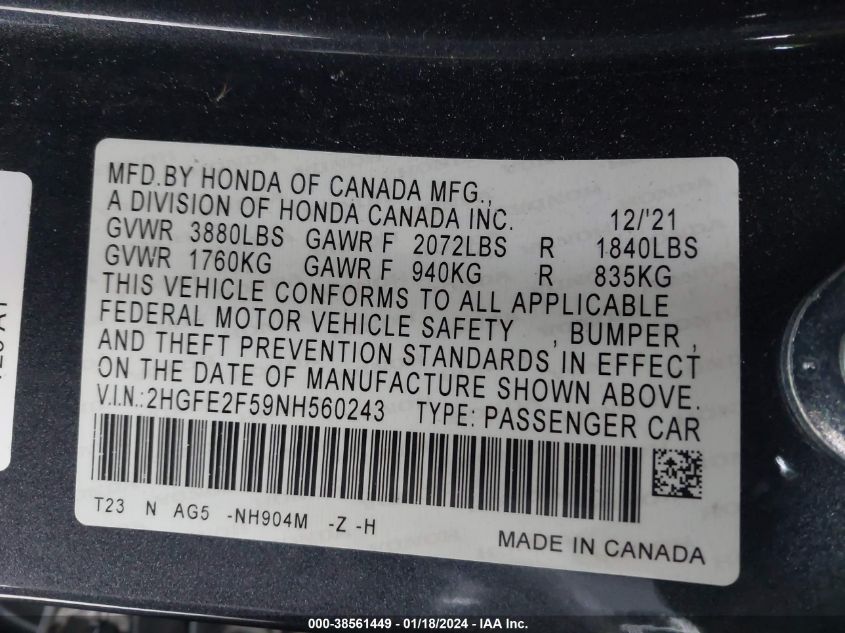 MFD.BY HONDA OF CANADA MFG.,
A DIVISION OF HONDA CANADA INC. 12/'21
GVWR 3880LBS GAWR F 2072LBS R 1840LBS
GVWR 1760KG GAWR F 940KG R 835KG
THIS VEHICLE CONFORMS TO ALL APPLICABLE
FEDERAL MOTOR VEHICLE SAFETY , BUMPER ,
AND THEFT PREVENTION STANDARDS IN EFFECT
ON THE DATE OF MANUFACTURE SHOWN ABOVE.
V.I.N.: 2HGFE2F59NH560243 TYPE: PASSENGER CAR
T23 N AG5 -NH904M -Z -H
MADE IN CANADA
000-38561449 - 01/18/2024 - IAA Inc.